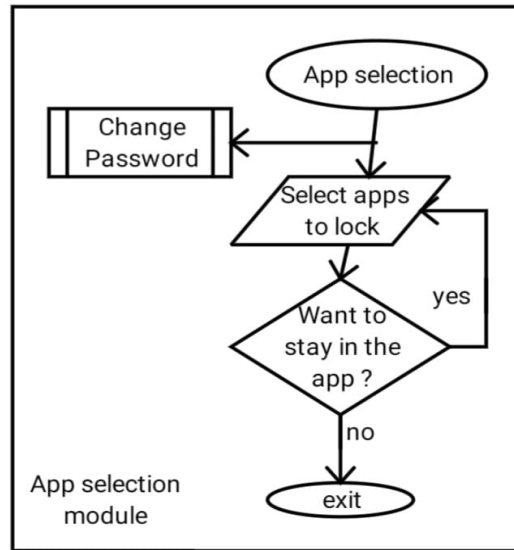 App selection
Change
Password
Select apps
to lock
Want to
stay in the
app ?
yes
no
exit
App selection
module